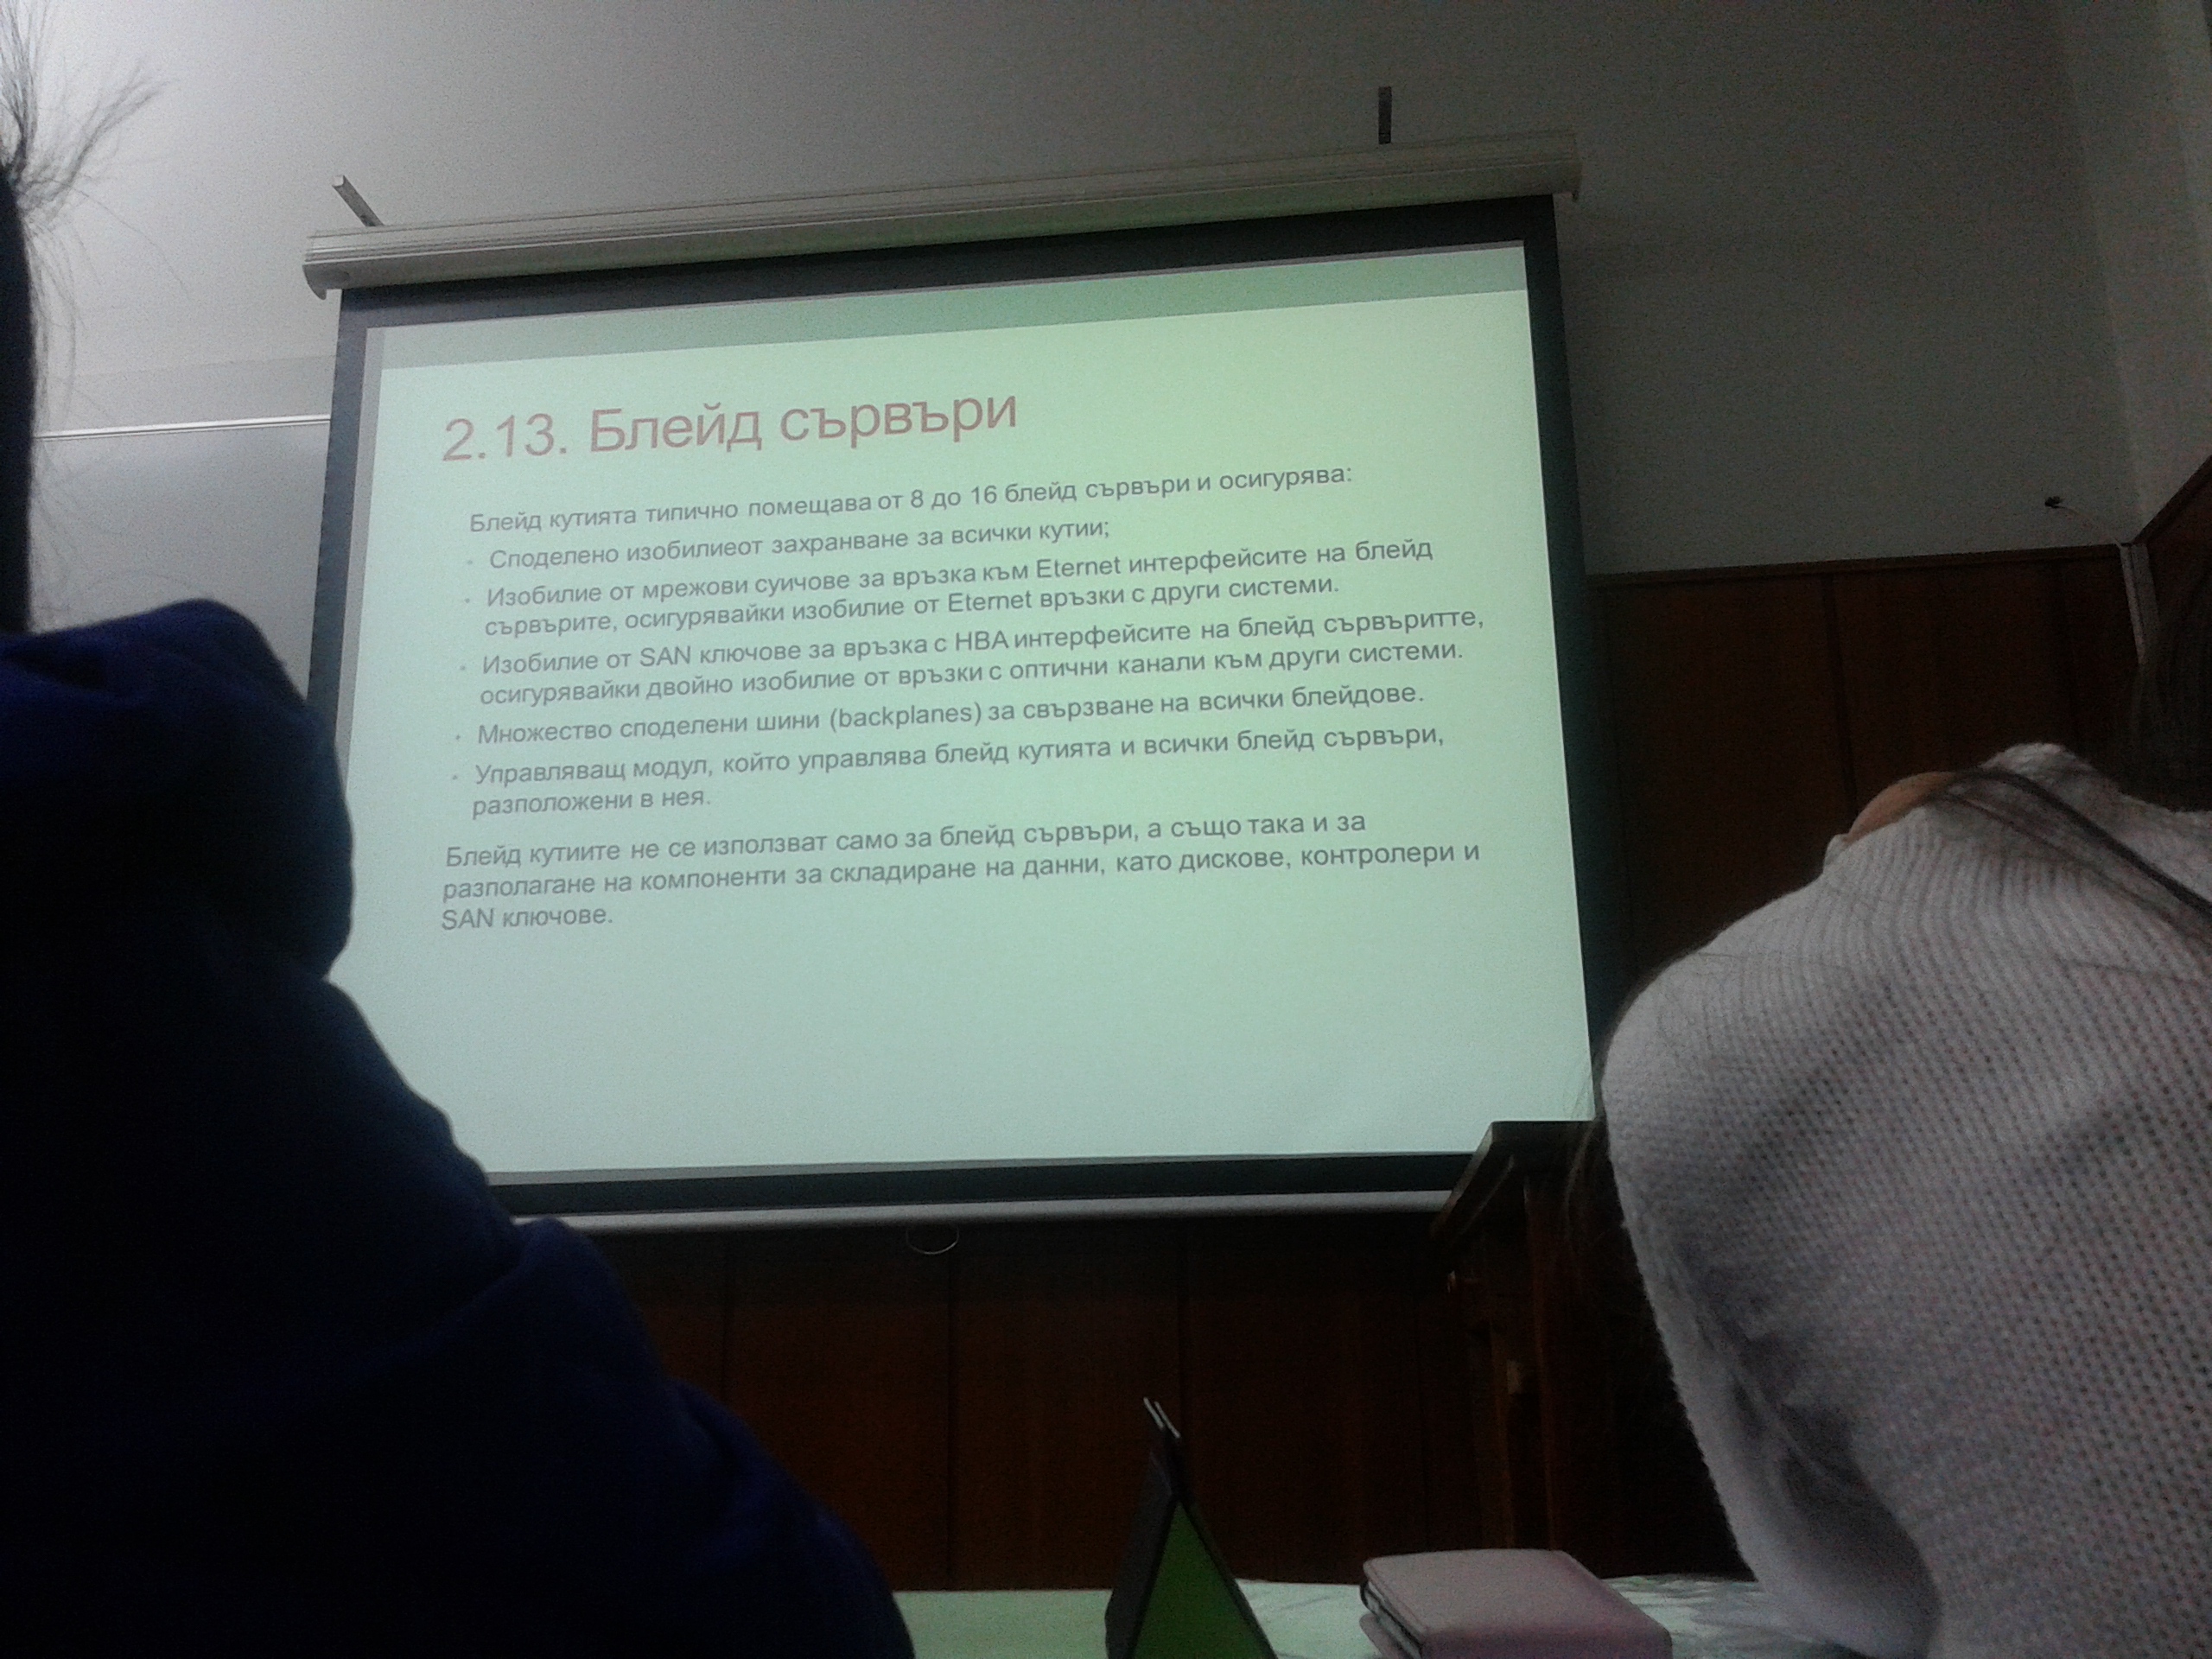 2.13. Блейд сървъри
Блейд кутията типично помещава от 8 до 16 блейд сървъри и осигурява:
Споделено изобилиеот захранване за всички кутии;
Изобилие от мрежови суичове за връзка към Eternet интерфейсите на блейд
сървърите, осигурявайки изобилие от Eternet връзки с други системи.
Изобилие от SAN ключове за връзка с HBA интерфейсите на блейд сървъритте,
осигурявайки двойно изобилие от връзки с оптични канали към други системи.
Множество споделени шини (backplanes) за свързване на всички блейдове.
Управляващ модул, който управлява блейд кутията и всички блейд сървъри,
разположени в нея.
Блейд кутиите не се използват само за блейд сървъри, а също така и за
разполагане на компоненти за складиране на данни, като дискове, контролери и
SAN ключове.